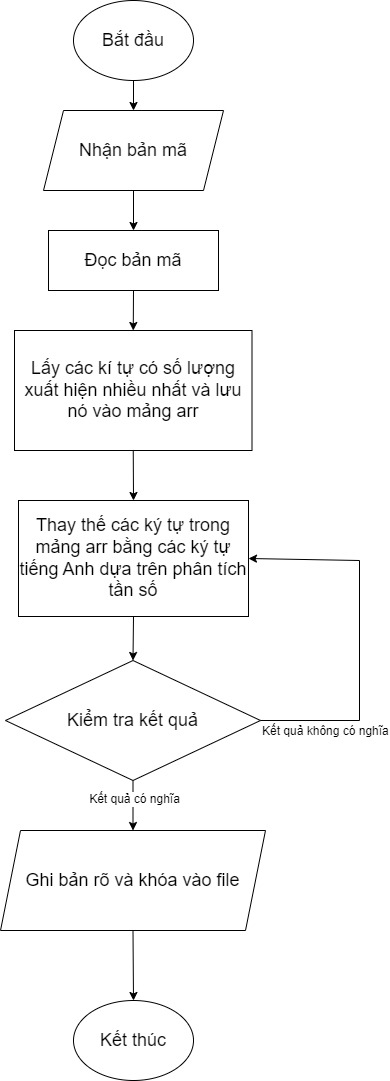 Bắt đầu
Nhận bản mã
Đọc bản mã
Lấy các kí tự có số lượng
xuất hiện nhiều nhất và lưu
nó vào mảng arr
Thay thế các ký tự trong
mảng arr bằng các ký tự
tiếng Anh dựa trên phân tích
tần số
Kiểm tra kết quả
Kết quả không có nghĩa
Kết quả có nghĩa
Ghi bản rõ và khóa vào file
Kết thúc